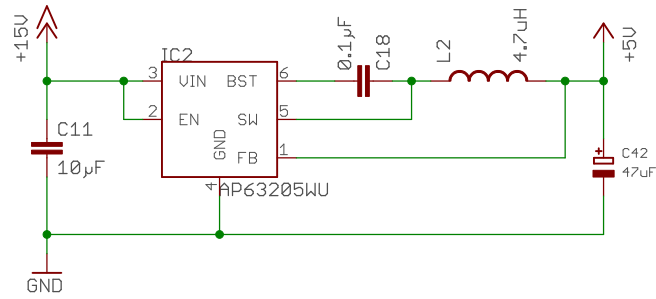 +15V
IC2
0.1µF
C18
L2
4.7uH
+5V
3
VIN
BST
6
2
EN
SW
5
GND
FB
1
4
AP63205WU
C11
10µF
+
C42
47uF
GND